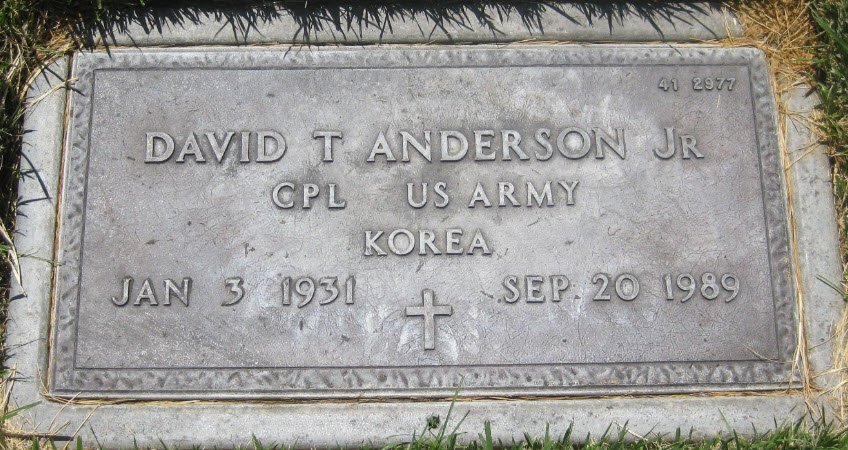 41 2977
DAVID T ANDERSON JR
CPL US ARMY
KOREA
JAN 3 1931 SEP 20 1989